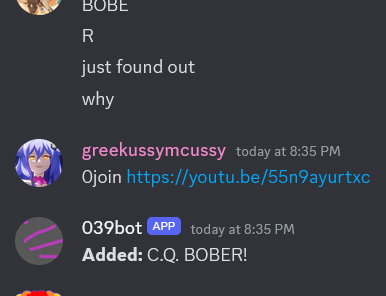 BOBE
R
just found out
why
greekussymcussy today at 8:35 PM
0join https://youtu.be/55n9ayurtxc
039bot APP today at 8:35 PM
Added: C.Q. BOBER!